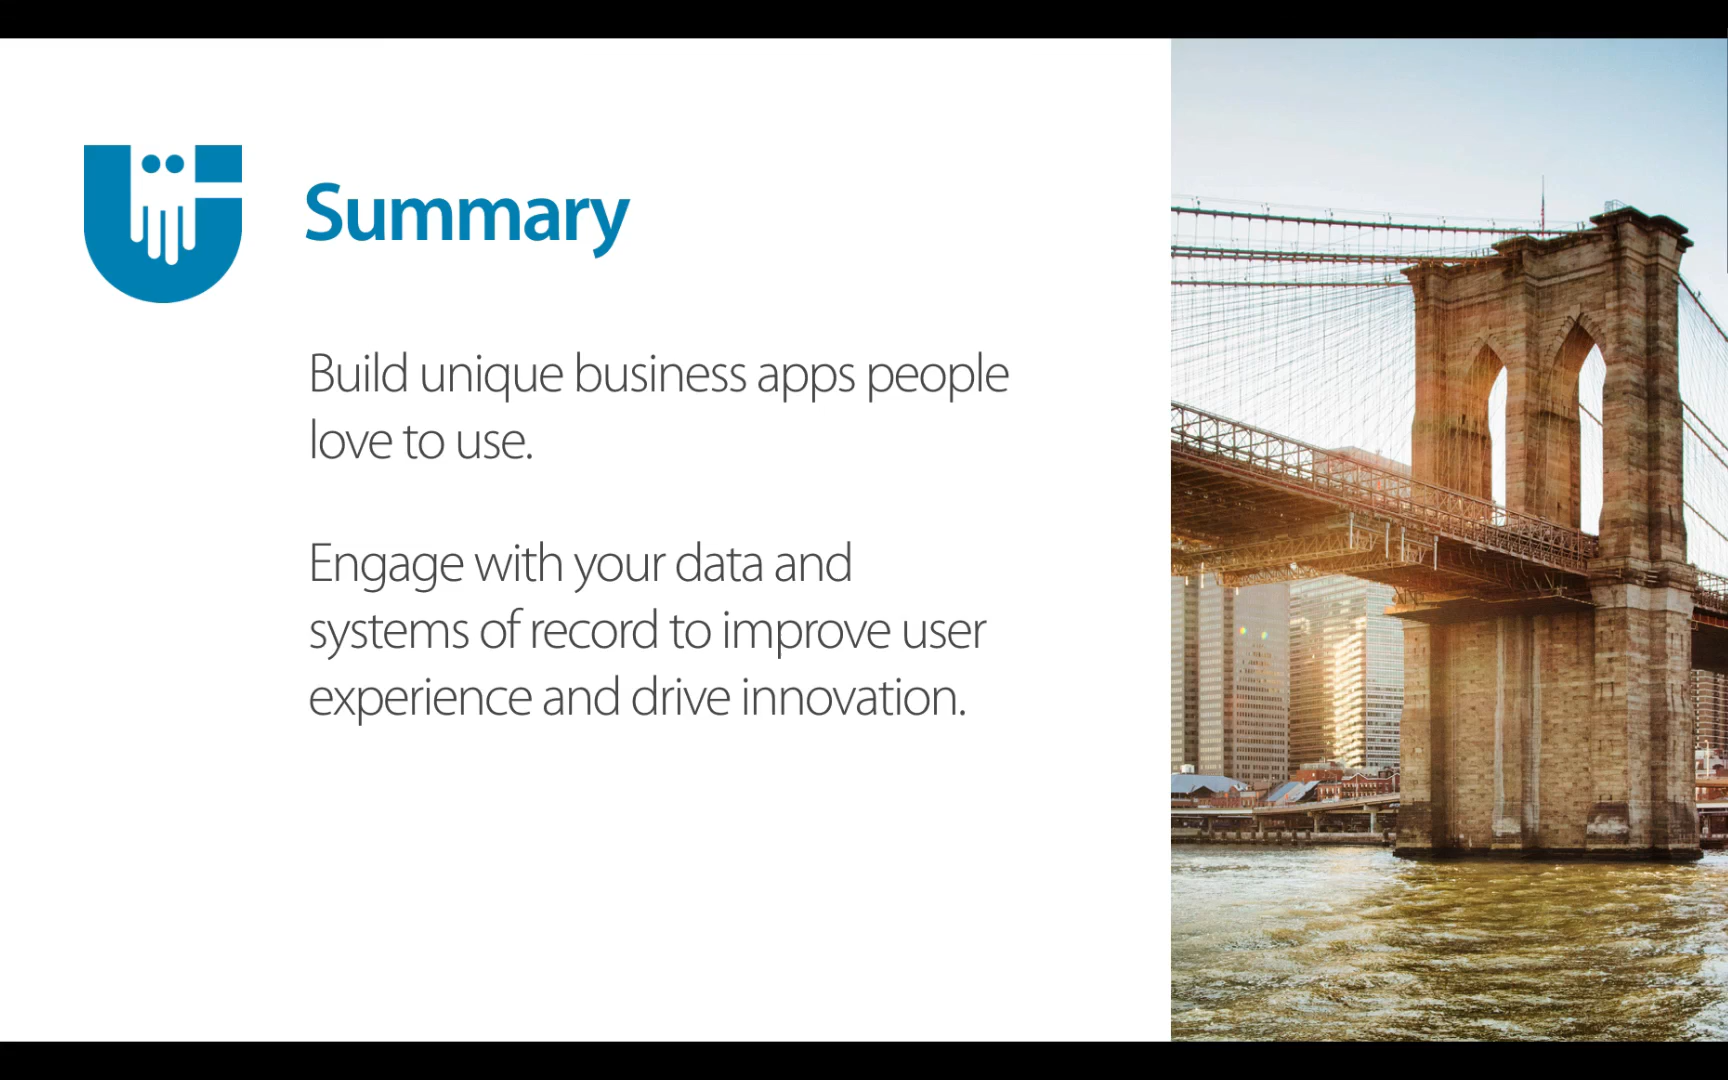 Summary
Build unique business apps people
love to use.
Engage with your data and
systems of record to improve user
experience and drive innovation.